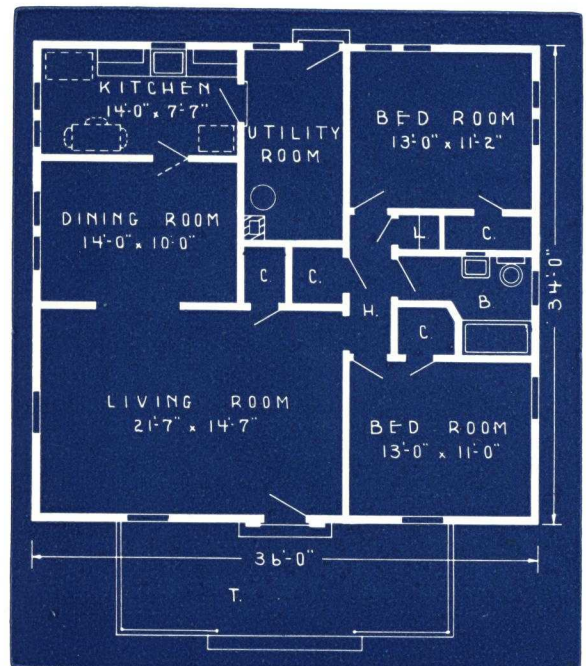 KITCHEN
14'-0" x 7'-7"
UTILITY
ROOM
BED ROOM
13'-0" x 11'-2"
DINING ROOM
14'-0" x 10'-0"
L.
C.
C.
C.
H.
B
C.
34'-0"
LIVING ROOM
21'-7" x 14'-7"
BED ROOM
13'-0" x 11'-0"
36'-0"
T.